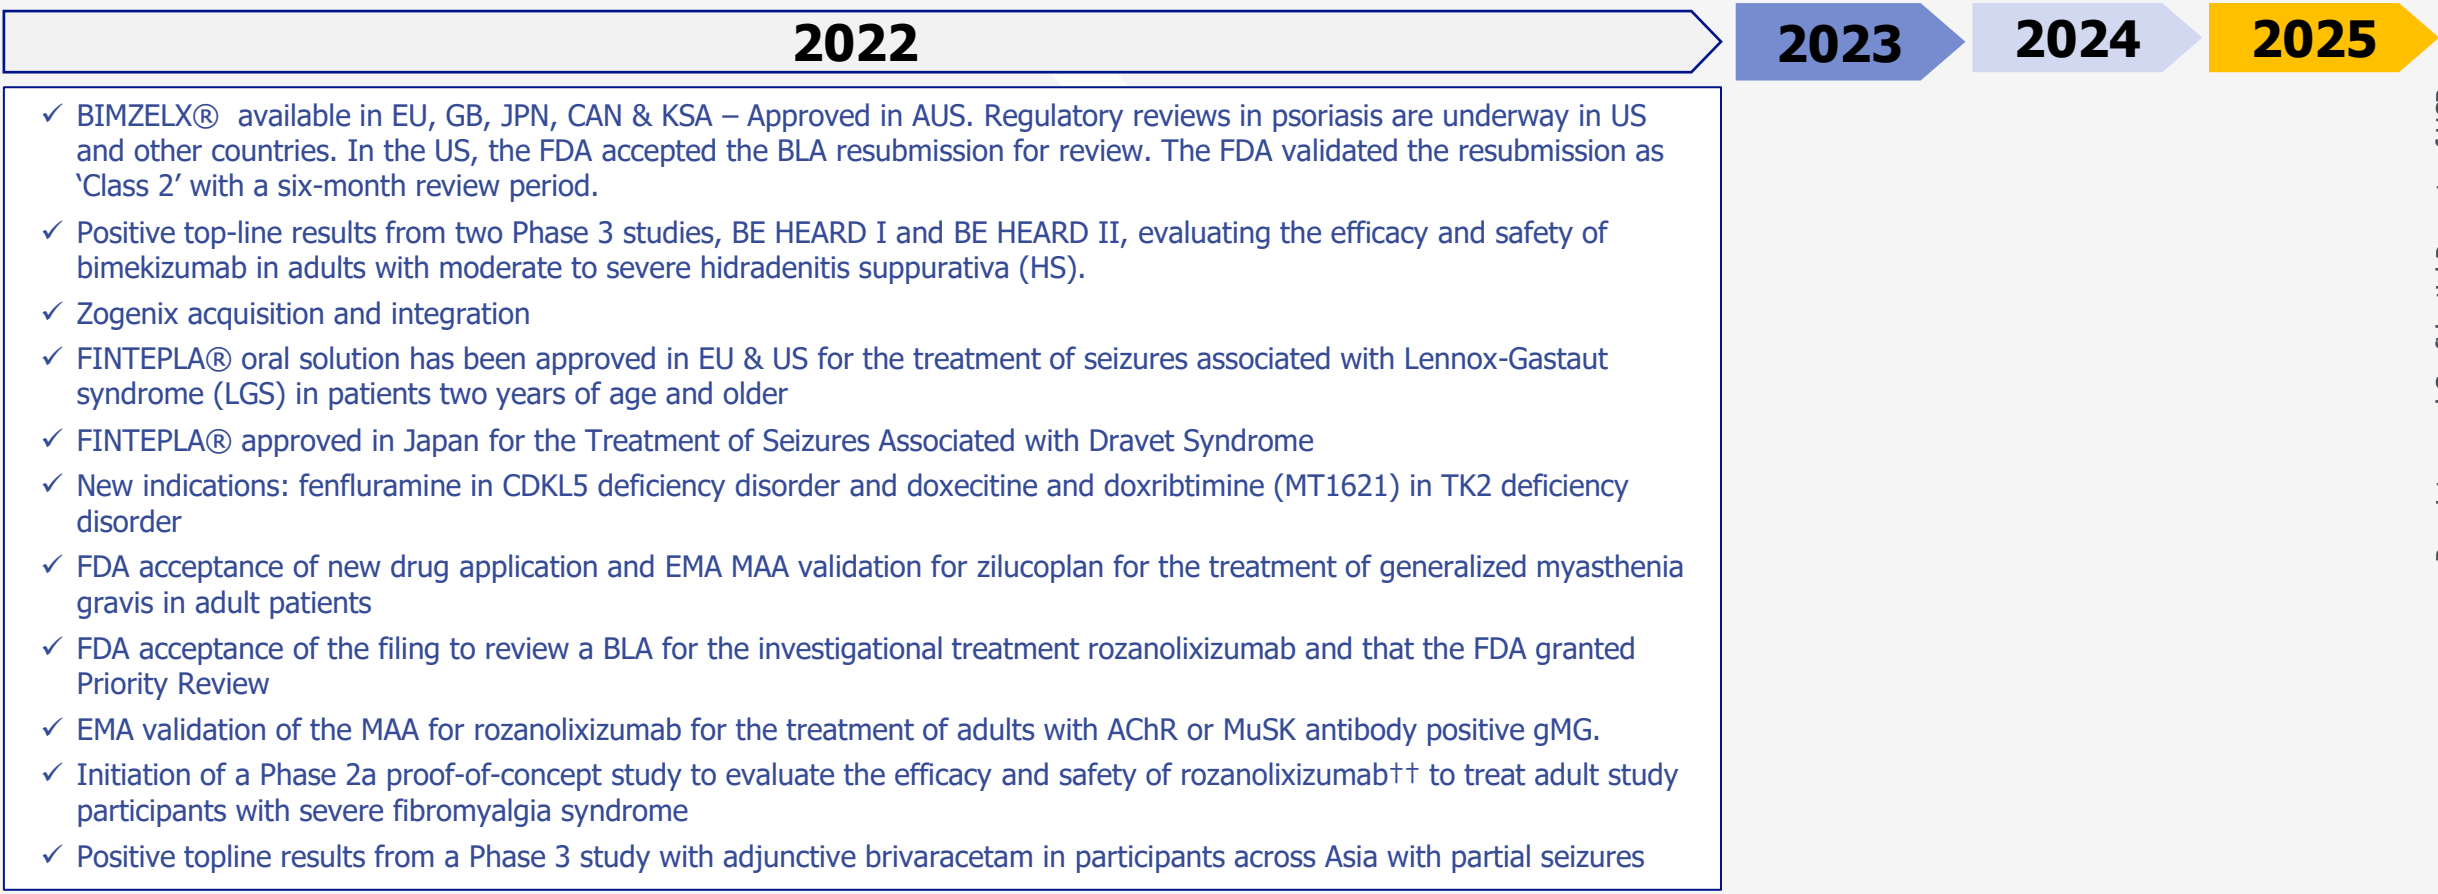 2022
2023
2024
2025
✓ BIMZELX® available in EU, GB, JPN, CAN & KSA – Approved in AUS. Regulatory reviews in psoriasis are underway in US
and other countries. In the US, the FDA accepted the BLA resubmission for review. The FDA validated the resubmission as
‘Class 2’ with a six-month review period.
✓ Positive top-line results from two Phase 3 studies, BE HEARD I and BE HEARD II, evaluating the efficacy and safety of
bimekizumab in adults with moderate to severe hidradenitis suppurativa (HS).
✓ Zogenix acquisition and integration
✓ FINTEPLA® oral solution has been approved in EU & US for the treatment of seizures associated with Lennox-Gastaut
syndrome (LGS) in patients two years of age and older
✓ FINTEPLA® approved in Japan for the Treatment of Seizures Associated with Dravet Syndrome
✓ New indications: fenfluramine in CDKL5 deficiency disorder and doxecitine and doxribtimine (MT1621) in TK2 deficiency
disorder
✓ FDA acceptance of new drug application and EMA MAA validation for zilucoplan for the treatment of generalized myasthenia
gravis in adult patients
✓ FDA acceptance of the filing to review a BLA for the investigational treatment rozanolixizumab and that the FDA granted
Priority Review
✓ EMA validation of the MAA for rozanolixizumab for the treatment of adults with AChR or MuSK antibody positive gMG.
✓ Initiation of a Phase 2a proof-of-concept study to evaluate the efficacy and safety of rozanolixizumab†† to treat adult study
participants with severe fibromyalgia syndrome
✓ Positive topline results from a Phase 3 study with adjunctive brivaracetam in participants across Asia with partial seizures